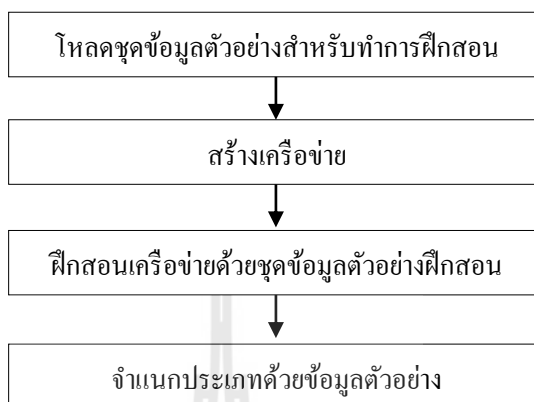 โหลดชุดข้อมูลตัวอย่างสำหรับทำการฝึกสอน
สร้างเครือข่าย
ฝึกสอนเครือข่ายด้วยชุดข้อมูลตัวอย่างฝึกสอน
จำแนกประเภทด้วยข้อมูลตัวอย่าง